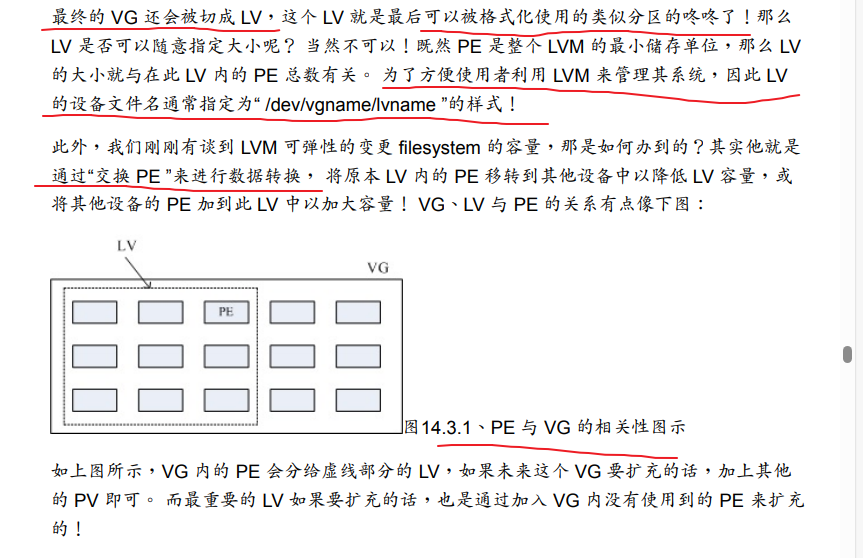 最终的 VG 还会被切成 LV，这个 LV 就是最后可以被格式化使用的类似分区的咚咚了！那么
LV 是否可以随意指定大小呢？ 当然不可以！既然 PE 是整个 LVM 的最小储存单位，那么 LV
的大小就与在此 LV 内的 PE 总数有关。 为了方便使用者利用 LVM 来管理其系统，因此 LV
的设备文件名通常指定为“ /dev/vgname/lvname ”的样式！
此外，我们刚刚有谈到 LVM 可弹性的变更 filesystem 的容量，那是如何办到的？其实他就是
通过“交换 PE ”来进行数据转换， 将原本 LV 内的 PE 移转到其他设备中以降低 LV 容量，或
将其他设备的 PE 加到此 LV 中以加大容量！ VG、LV 与 PE 的关系有点像下图：
LV
VG
PE
图14.3.1、PE 与 VG 的相关性图示
如上图所示，VG 内的 PE 会分给虚线部分的 LV，如果未来这个 VG 要扩充的话，加上其他
的 PV 即可。 而最重要的 LV 如果要扩充的话，也是通过加入 VG 内没有使用到的 PE 来扩充
的！